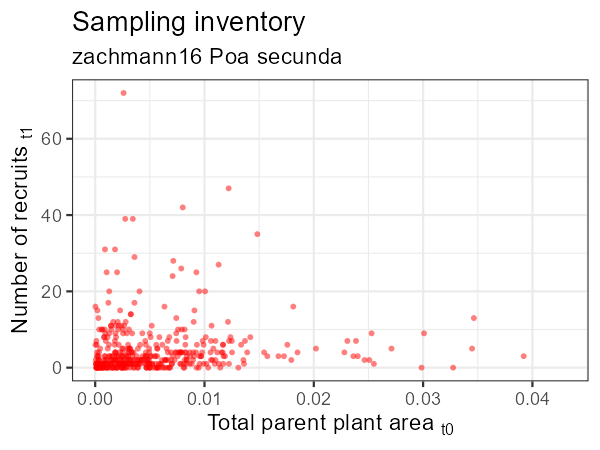 Sampling inventory
zachmann16 Poa secunda
Number of recruits t1
60
40
20
0
0.00 0.01 0.02 0.03 0.04
Total parent plant area t0